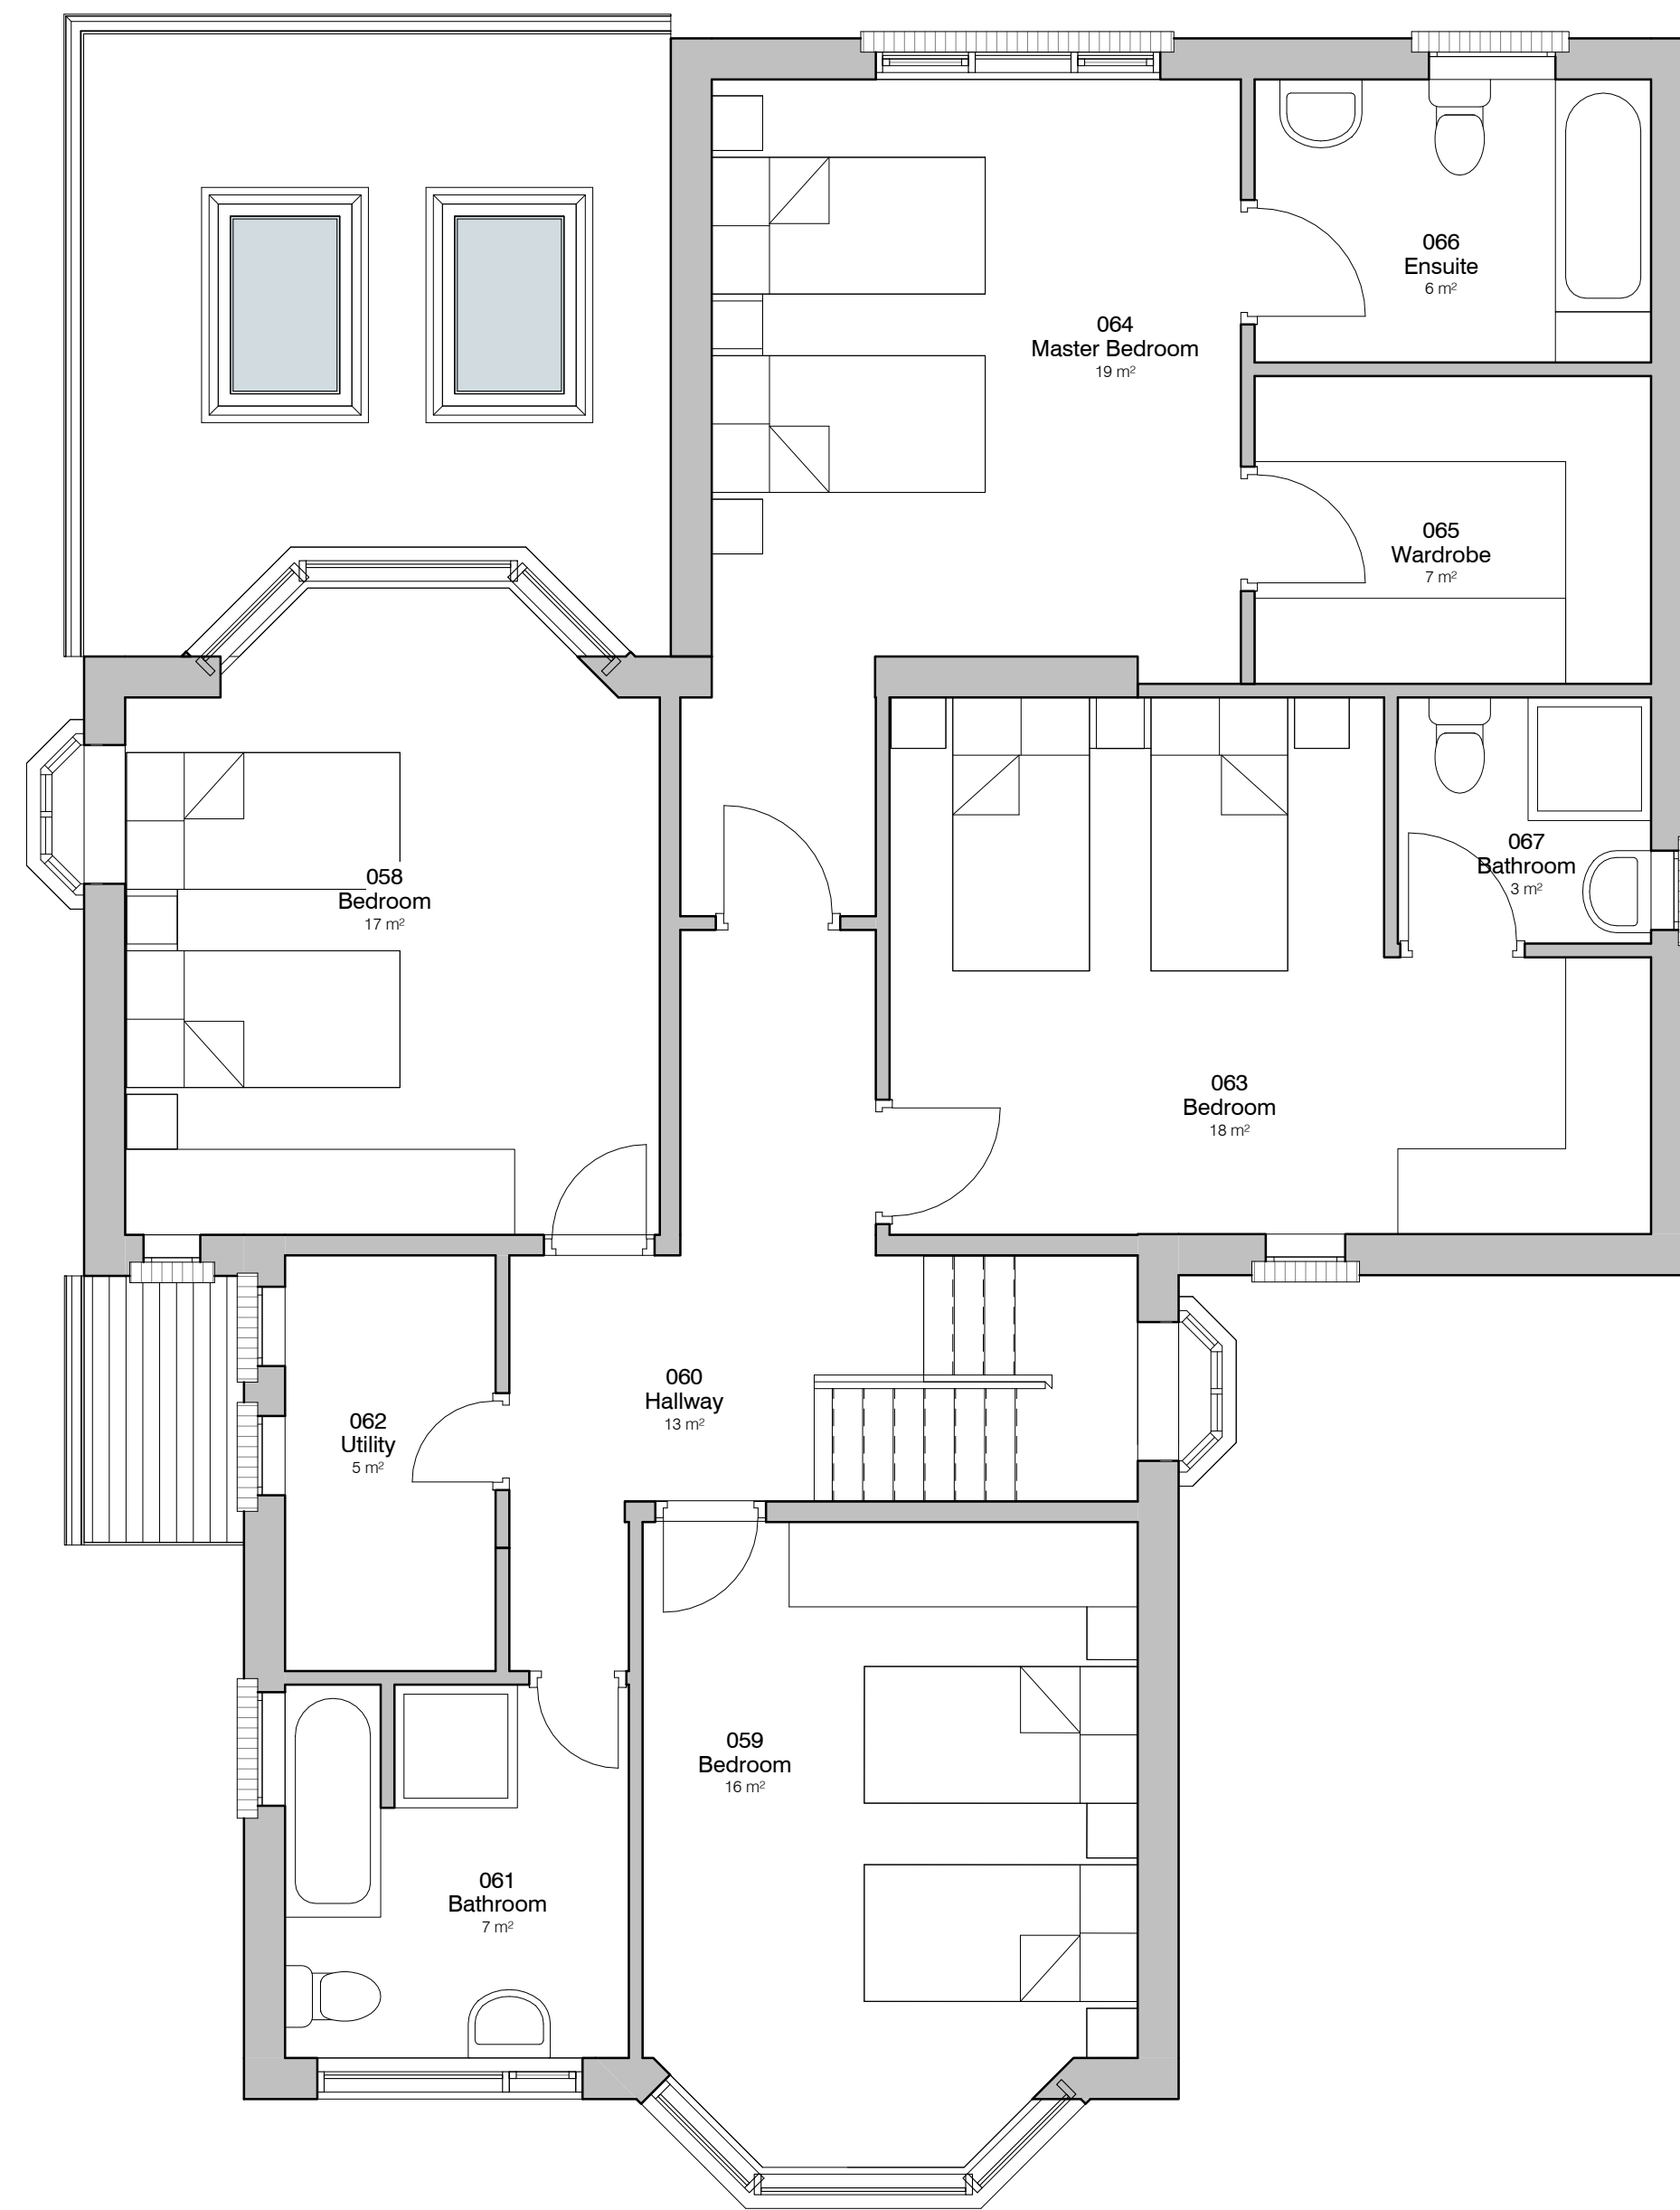 066
Ensuite
6 m²
064
Master Bedroom
19 m²
065
Wardrobe
7 m²
067
Bathroom
3 m²
058
Bedroom
17 m²
063
Bedroom
18 m²
060
Hallway
13 m²
062
Utility
5 m²
059
Bedroom
16 m²
061
Bathroom
7 m²